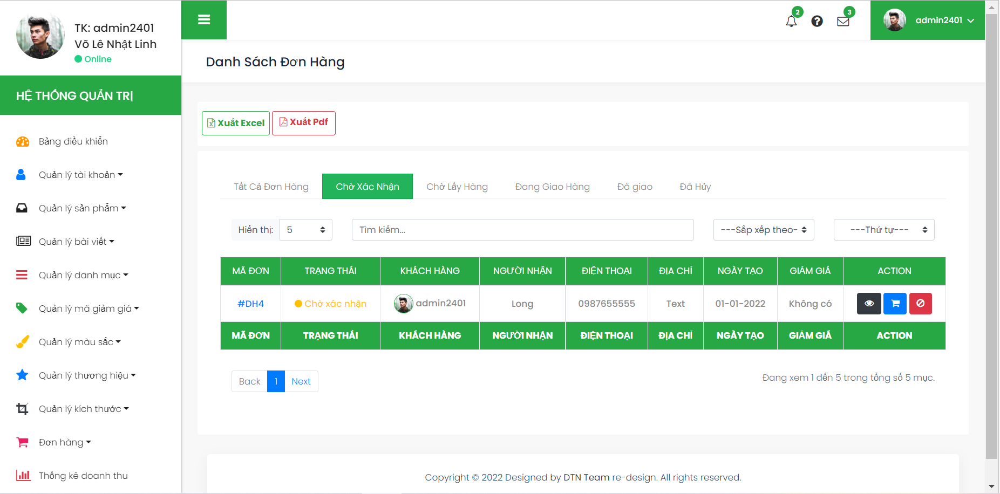 TK: admin2401
Võ Lê Nhật Linh
Online
HỆ THỐNG QUẢN TRỊ
Bảng điều khiển
Quản lý tài khoản
Quản lý sản phẩm
Quản lý bài viết
Quản lý danh mục
Quản lý mã giảm giá
Quản lý màu sắc
Quản lý thương hiệu
Quản lý kích thước
Đơn hàng
Thống kê doanh thu
2
3
admin2401
Danh Sách Đơn Hàng
Xuất Excel Xuất Pdf
Tất Cả Đơn Hàng Chờ Xác Nhận Chờ Lấy Hàng Đang Giao Hàng Đã giao Đã Hủy
Hiển thị: 5 Tìm kiếm... ---Sắp xếp theo- ---Thứ tự---
MÃ ĐƠN TRẠNG THÁI KHÁCH HÀNG NGƯỜI NHẬN ĐIỆN THOẠI ĐỊA CHỈ NGÀY TẠO GIẢM GIÁ ACTION
#DH4 Chờ xác nhận admin2401 Long 0987655555 Text 01-01-2022 Không có
MÃ ĐƠN TRẠNG THÁI KHÁCH HÀNG NGƯỜI NHẬN ĐIỆN THOẠI ĐỊA CHỈ NGÀY TẠO GIẢM GIÁ ACTION
Back 1 Next
Đang xem 1 đến 5 trong tổng số 5 mục.
Copyright © 2022 Designed by DTN Team re-design. All rights reserved.